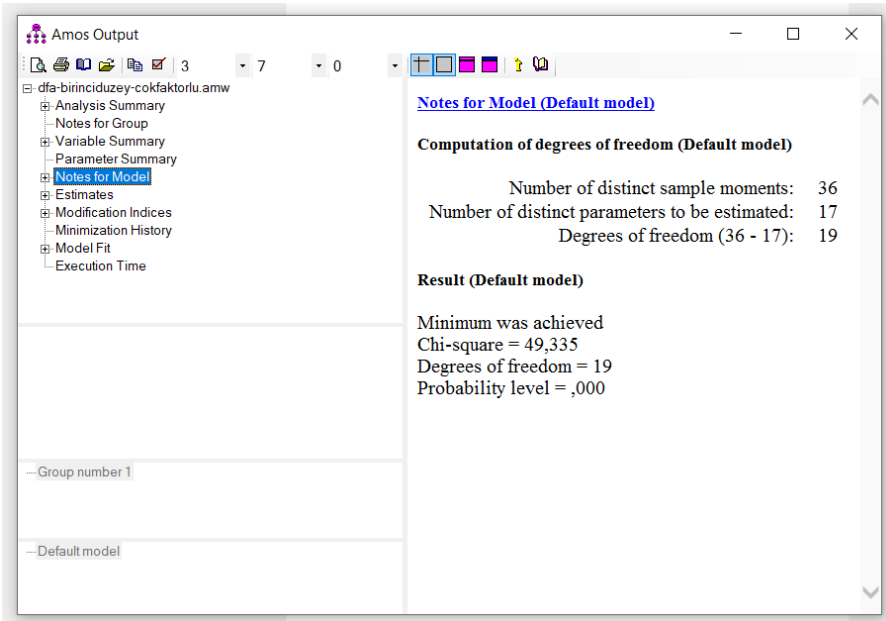 Amos Output
3 7 0
dfa-birinciduzey-cokfaktorlu.amw
Analysis Summary
Notes for Group
Variable Summary
Parameter Summary
Notes for Model
Estimates
Modification Indices
Minimization History
Model Fit
Execution Time
Group number 1
Default model
Notes for Model (Default model)
Computation of degrees of freedom (Default model)
Number of distinct sample moments: 36
Number of distinct parameters to be estimated: 17
Degrees of freedom (36 - 17): 19
Result (Default model)
Minimum was achieved
Chi-square = 49,335
Degrees of freedom = 19
Probability level = ,000